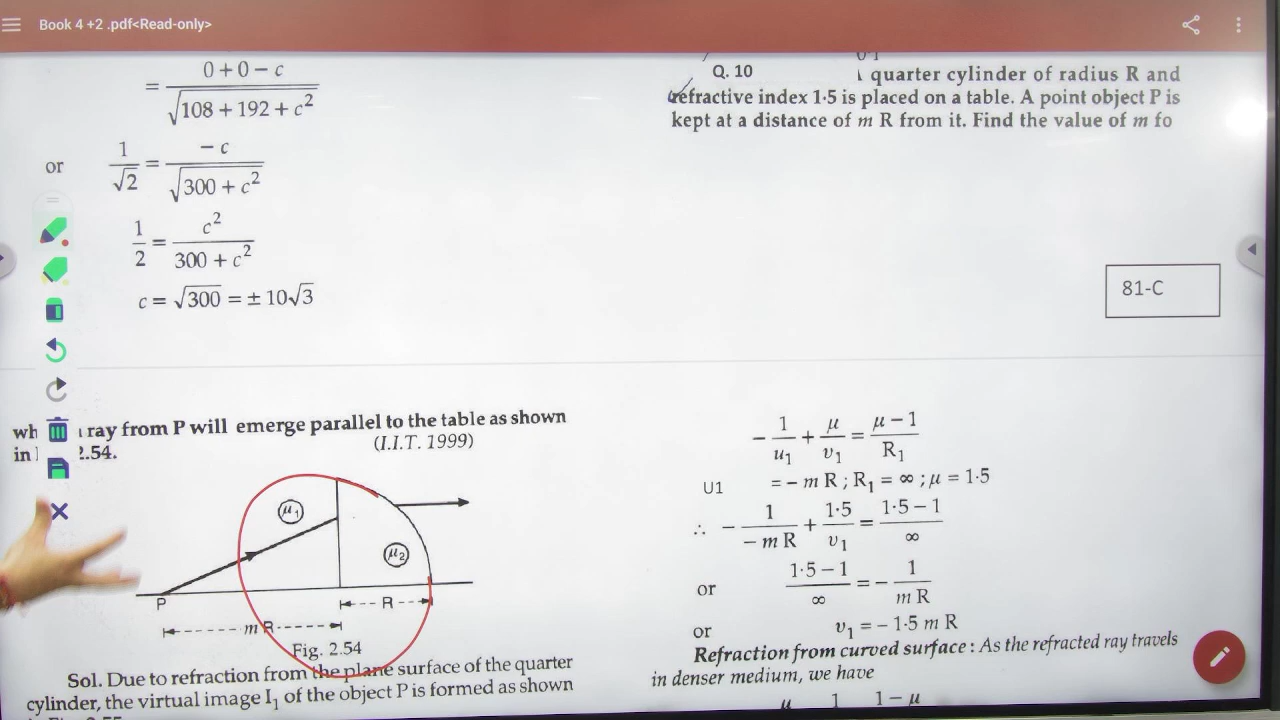 Book 4 +2 .pdf<Read-only>
= 0 + 0 − c / √(108 + 192 + c²)
or 1/√2 = − c / √(300 + c²)
1/2 = c² / (300 + c²)
c = √300 = ± 10√3
Q. 10 quarter cylinder of radius R and
refractive index 1·5 is placed on a table. A point object P is
kept at a distance of m R from it. Find the value of m fo
81-C
wh ray from P will emerge parallel to the table as shown
in 2.54.
(I.I.T. 1999)
μ₁
μ₂
P
R
m R
Fig. 2.54
Sol. Due to refraction from the plane surface of the quarter
cylinder, the virtual image I₁ of the object P is formed as shown
− 1/u₁ + μ/v₁ = (μ − 1)/R₁
U1 = − m R ; R₁ = ∞ ; μ = 1·5
∴ − 1/(− m R) + 1·5/v₁ = (1·5 − 1)/∞
or (1·5 − 1)/∞ = − 1/(m R)
or v₁ = − 1·5 m R
Refraction from curved surface : As the refracted ray travels
in denser medium, we have
μ 1 1 − μ